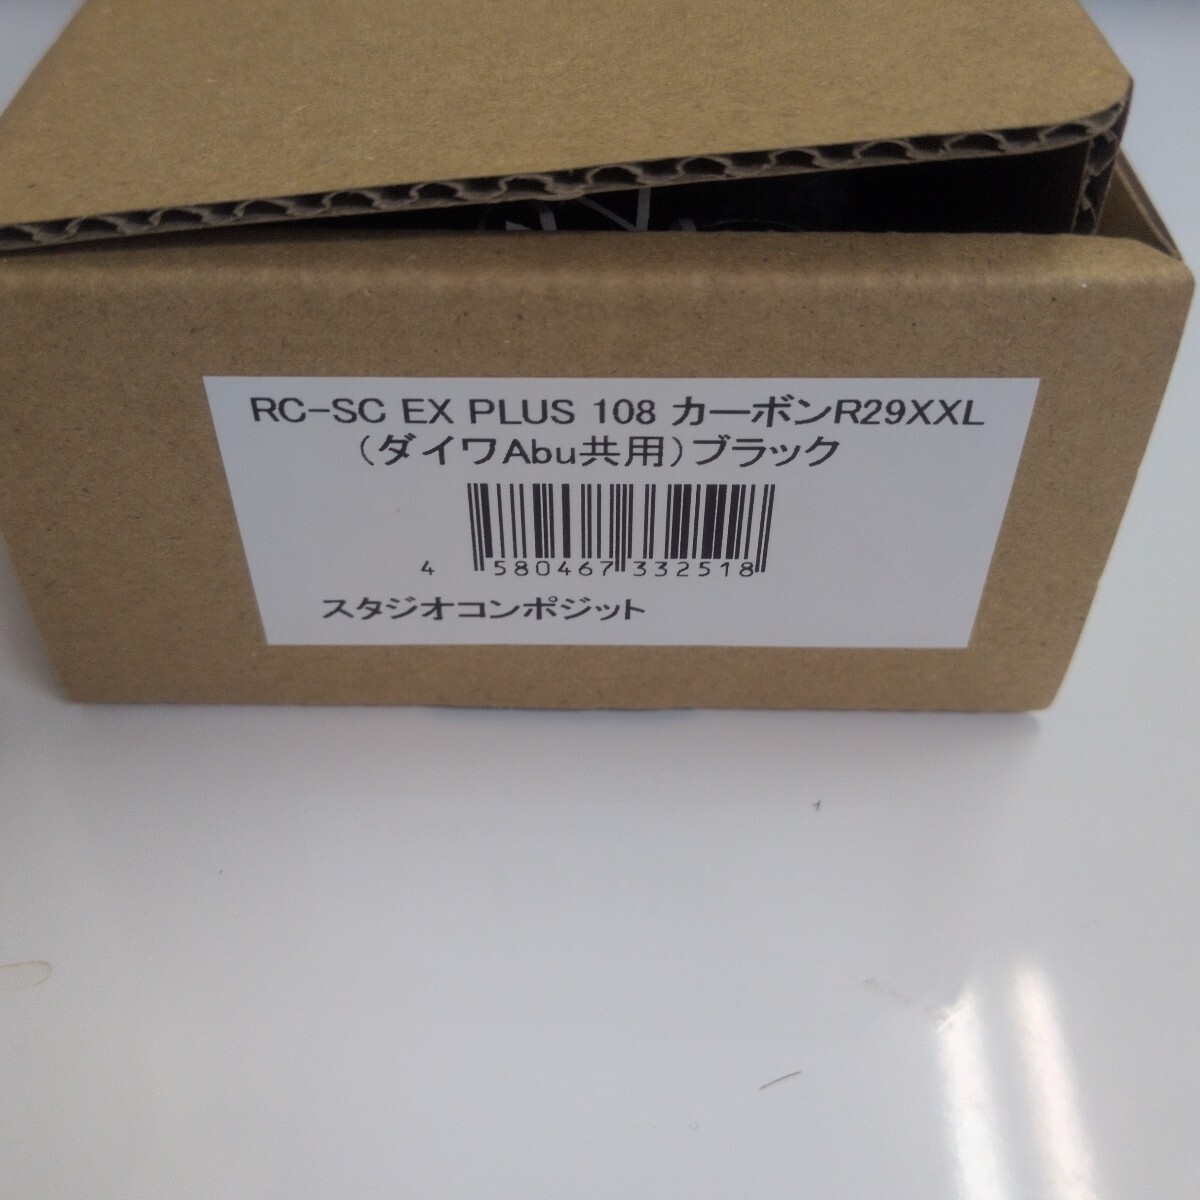 RC-SC EX PLUS 108 カーボンR29XXL
（ダイワAbu共用）ブラック
4 580467 332518
スタジオコンポジット